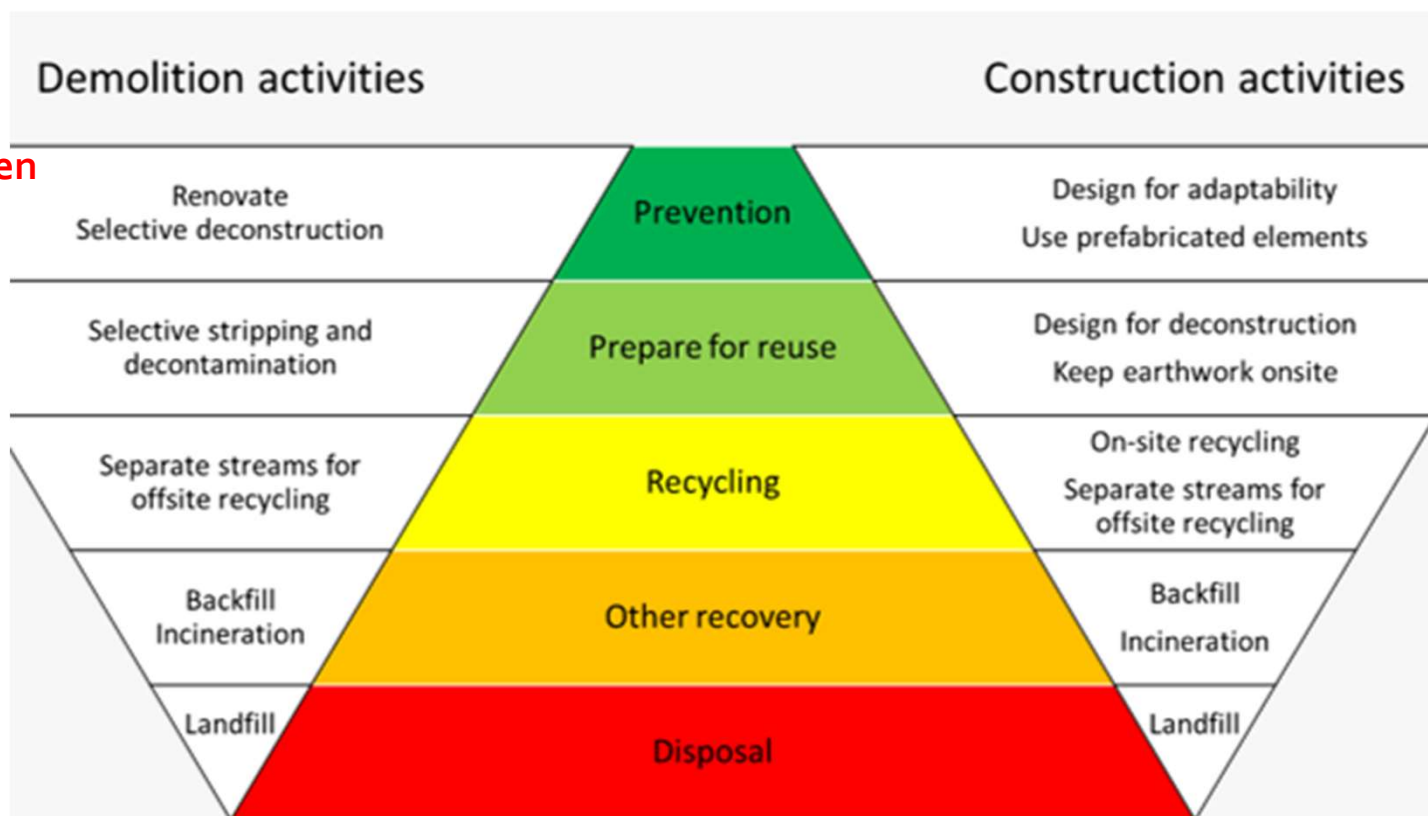 Demolition activities
Construction activities
en
Renovate
Selective deconstruction
Prevention
Design for adaptability
Use prefabricated elements
Selective stripping and
decontamination
Prepare for reuse
Design for deconstruction
Keep earthwork onsite
Separate streams for
offsite recycling
Recycling
On-site recycling
Separate streams for
offsite recycling
Backfill
Incineration
Other recovery
Backfill
Incineration
Landfill
Disposal
Landfill